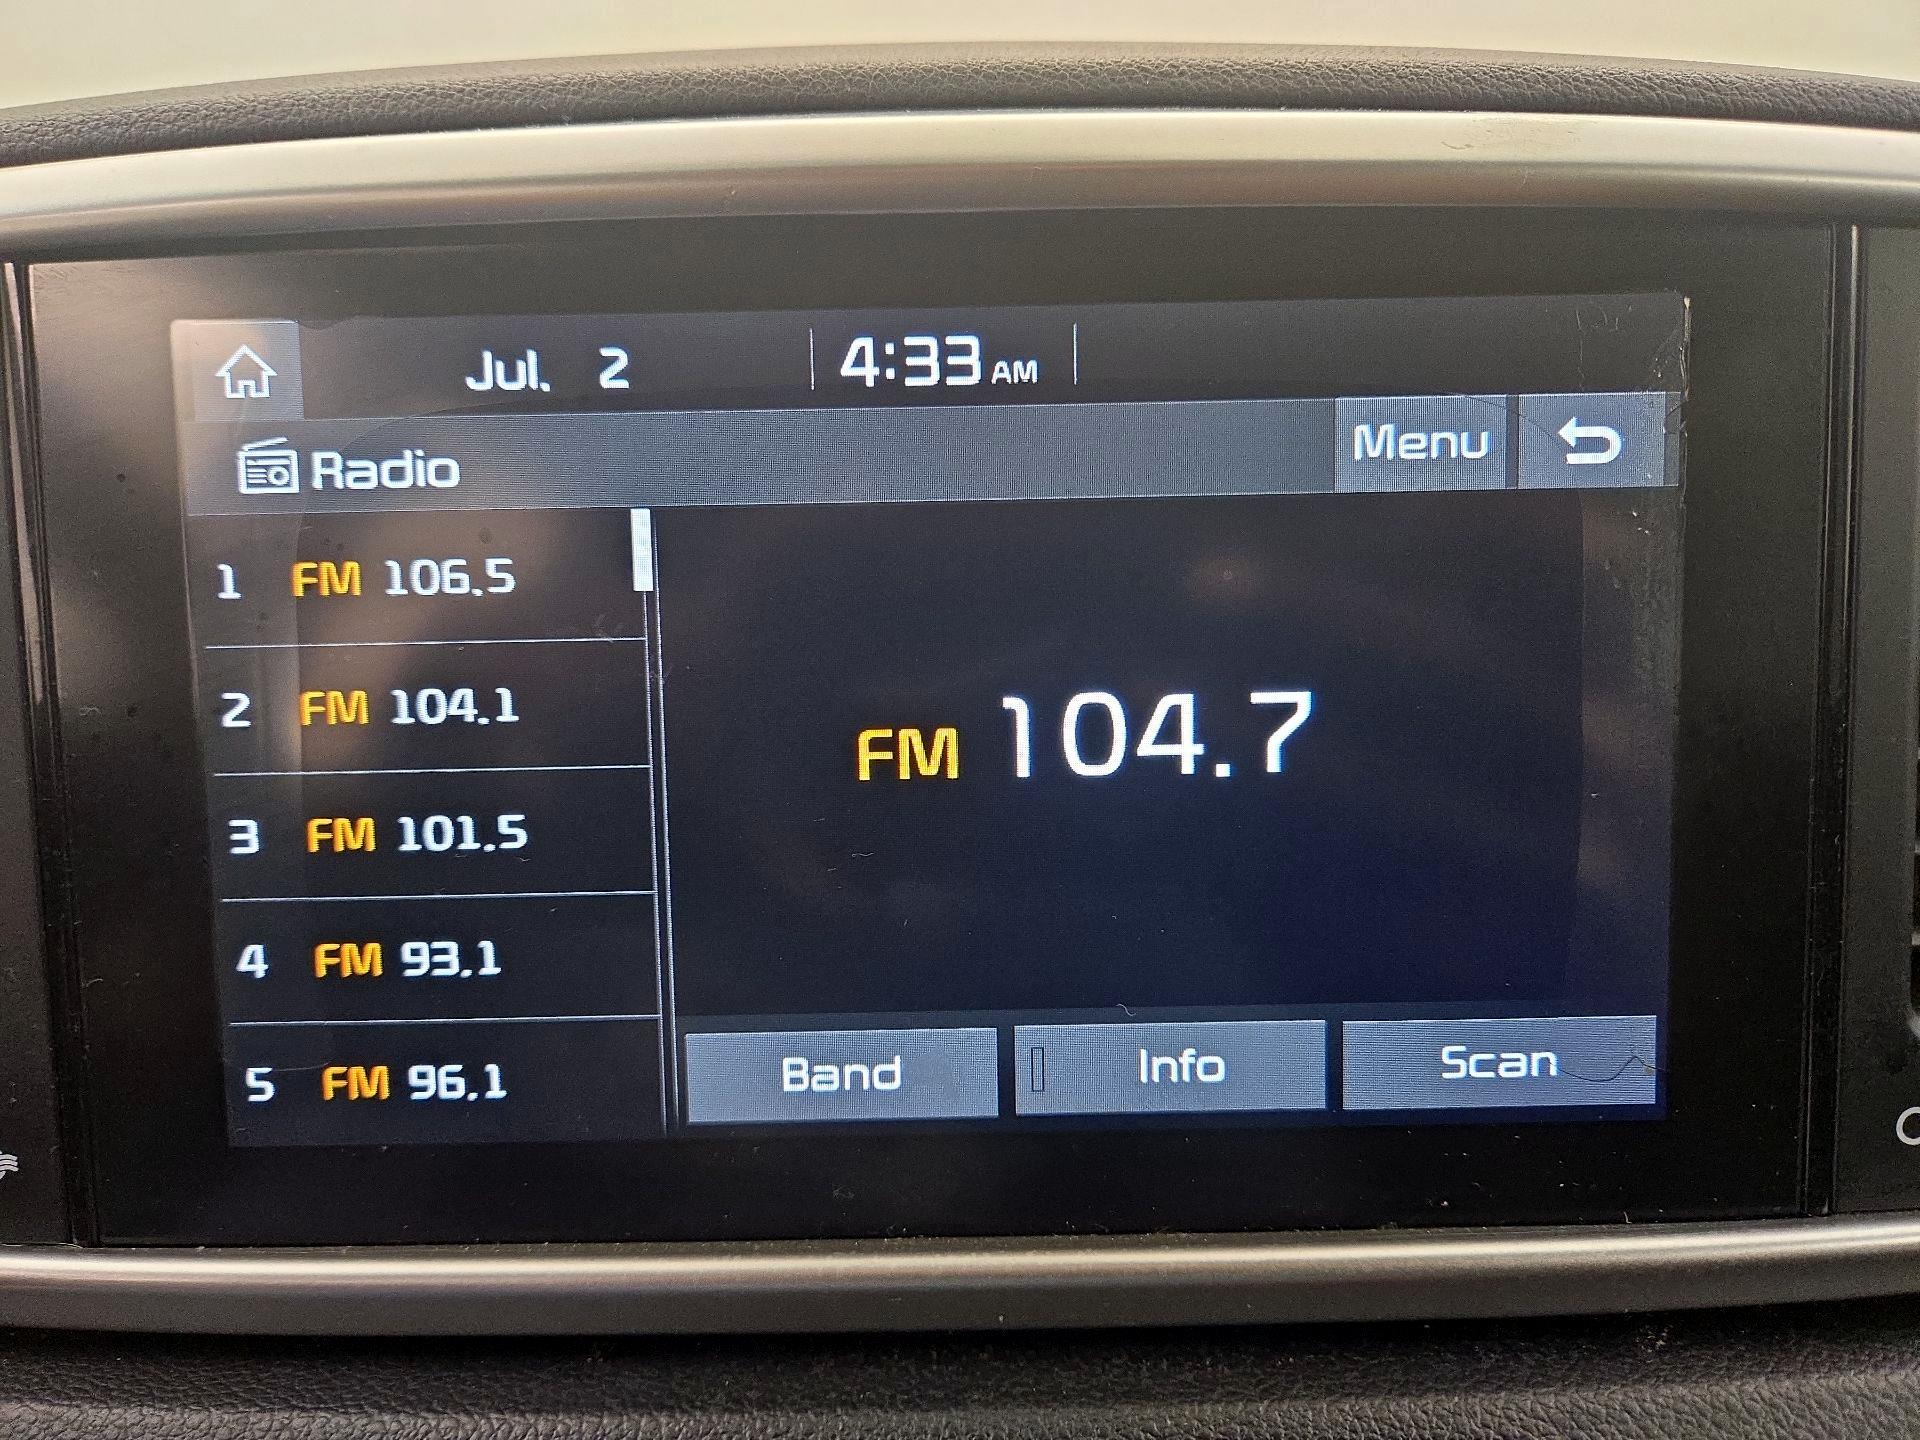 Jul. 2 4:33 AM
Radio Menu
1 FM 106.5
2 FM 104.1
3 FM 101.5
4 FM 93.1
5 FM 96.1
FM 104.7
Band Info Scan